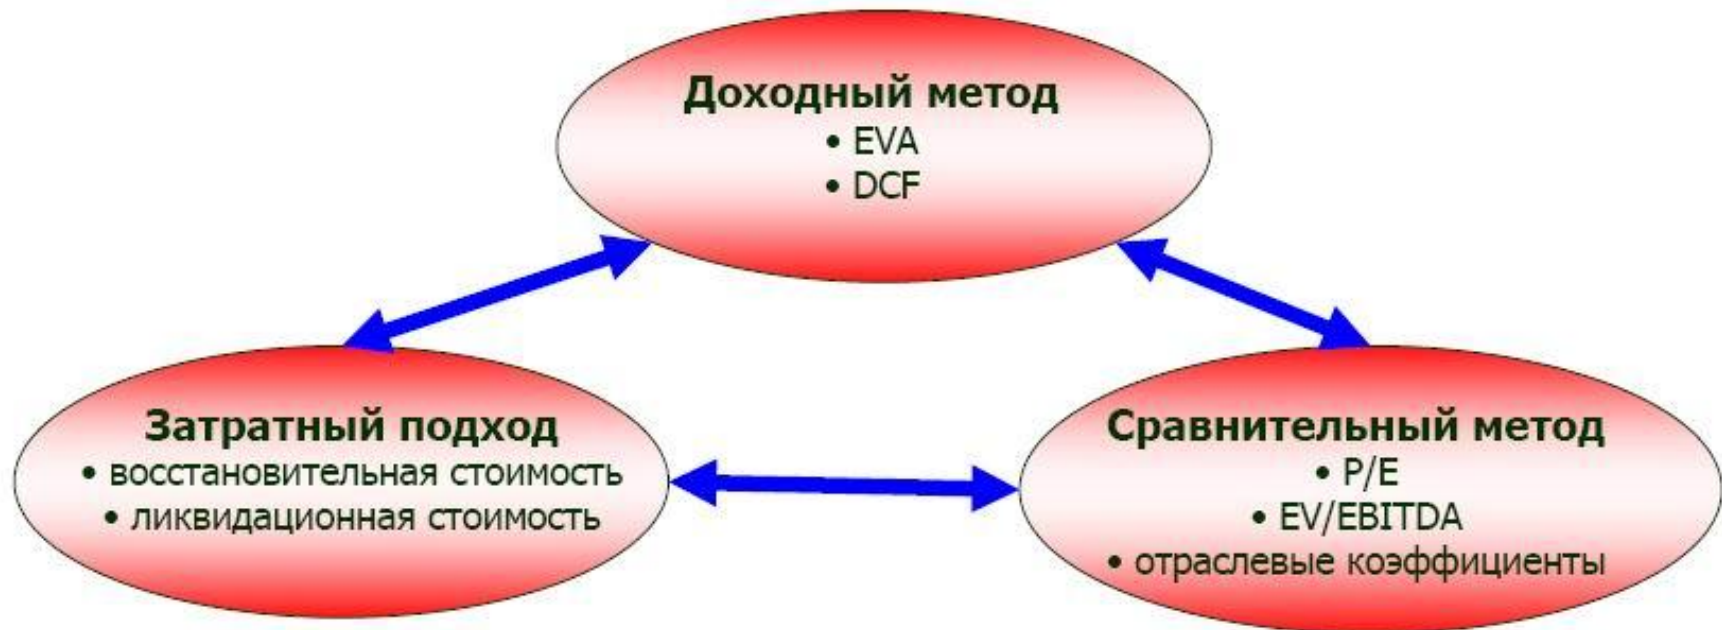 Доходный метод
• EVA
• DCF
Затратный подход
• восстановительная стоимость
• ликвидационная стоимость
Сравнительный метод
• P/E
• EV/EBITDA
• отраслевые коэффициенты